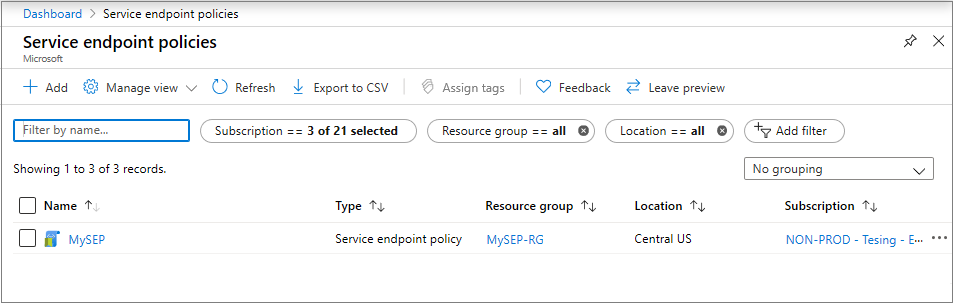 Dashboard > Service endpoint policies
Service endpoint policies
Microsoft
Add Manage view Refresh Export to CSV Assign tags Feedback Leave preview
Filter by name... Subscription == 3 of 21 selected Resource group == all Location == all Add filter
Showing 1 to 3 of 3 records.
No grouping
Name Type Resource group Location Subscription
MySEP Service endpoint policy MySEP-RG Central US NON-PROD - Tesing - E...